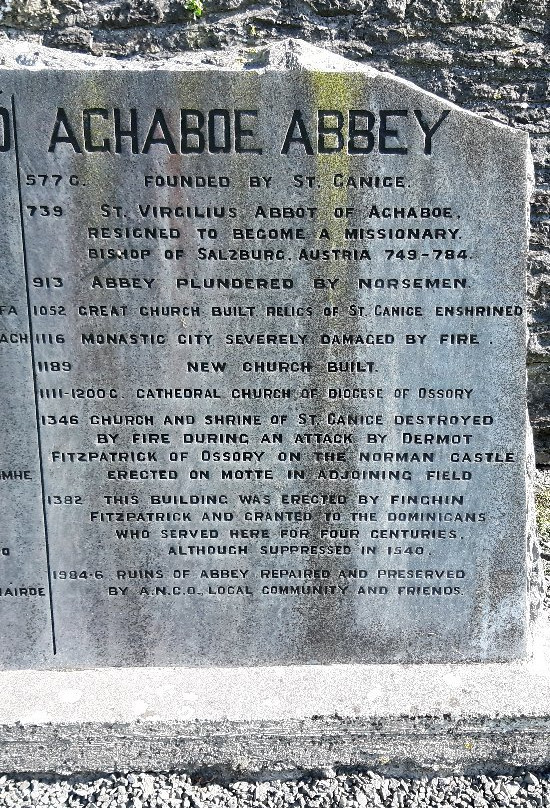 AGHABOE ABBEY
577 C. FOUNDED BY ST. CANICE.
739 ST. VIRGILIUS, ABBOT OF AGHABOE,
RESIGNED TO BECOME A MISSIONARY.
BISHOP OF SALZBURG, AUSTRIA 749-784.
913 ABBEY PLUNDERED BY NORSEMEN.
1052 GREAT CHURCH BUILT RELICS OF ST. CANICE ENSHRINED
1116 MONASTIC CITY SEVERELY DAMAGED BY FIRE.
1189 NEW CHURCH BUILT.
1111-1200 C. CATHEDRAL CHURCH OF DIOCESE OF OSSORY
1346 CHURCH AND SHRINE OF ST. CANICE DESTROYED
BY FIRE DURING AN ATTACK BY DERMOT
FITZPATRICK OF OSSORY ON THE NORMAN CASTLE
ERECTED ON MOTTE IN ADJOINING FIELD
1382 THIS BUILDING WAS ERECTED BY FINGHIN
FITZPATRICK AND GRANTED TO THE DOMINICANS
WHO SERVED HERE FOR FOUR CENTURIES,
ALTHOUGH SUPPRESSED IN 1540.
1984-6 RUINS OF ABBEY REPAIRED AND PRESERVED
BY A.N.C.O., LOCAL COMMUNITY AND FRIENDS.